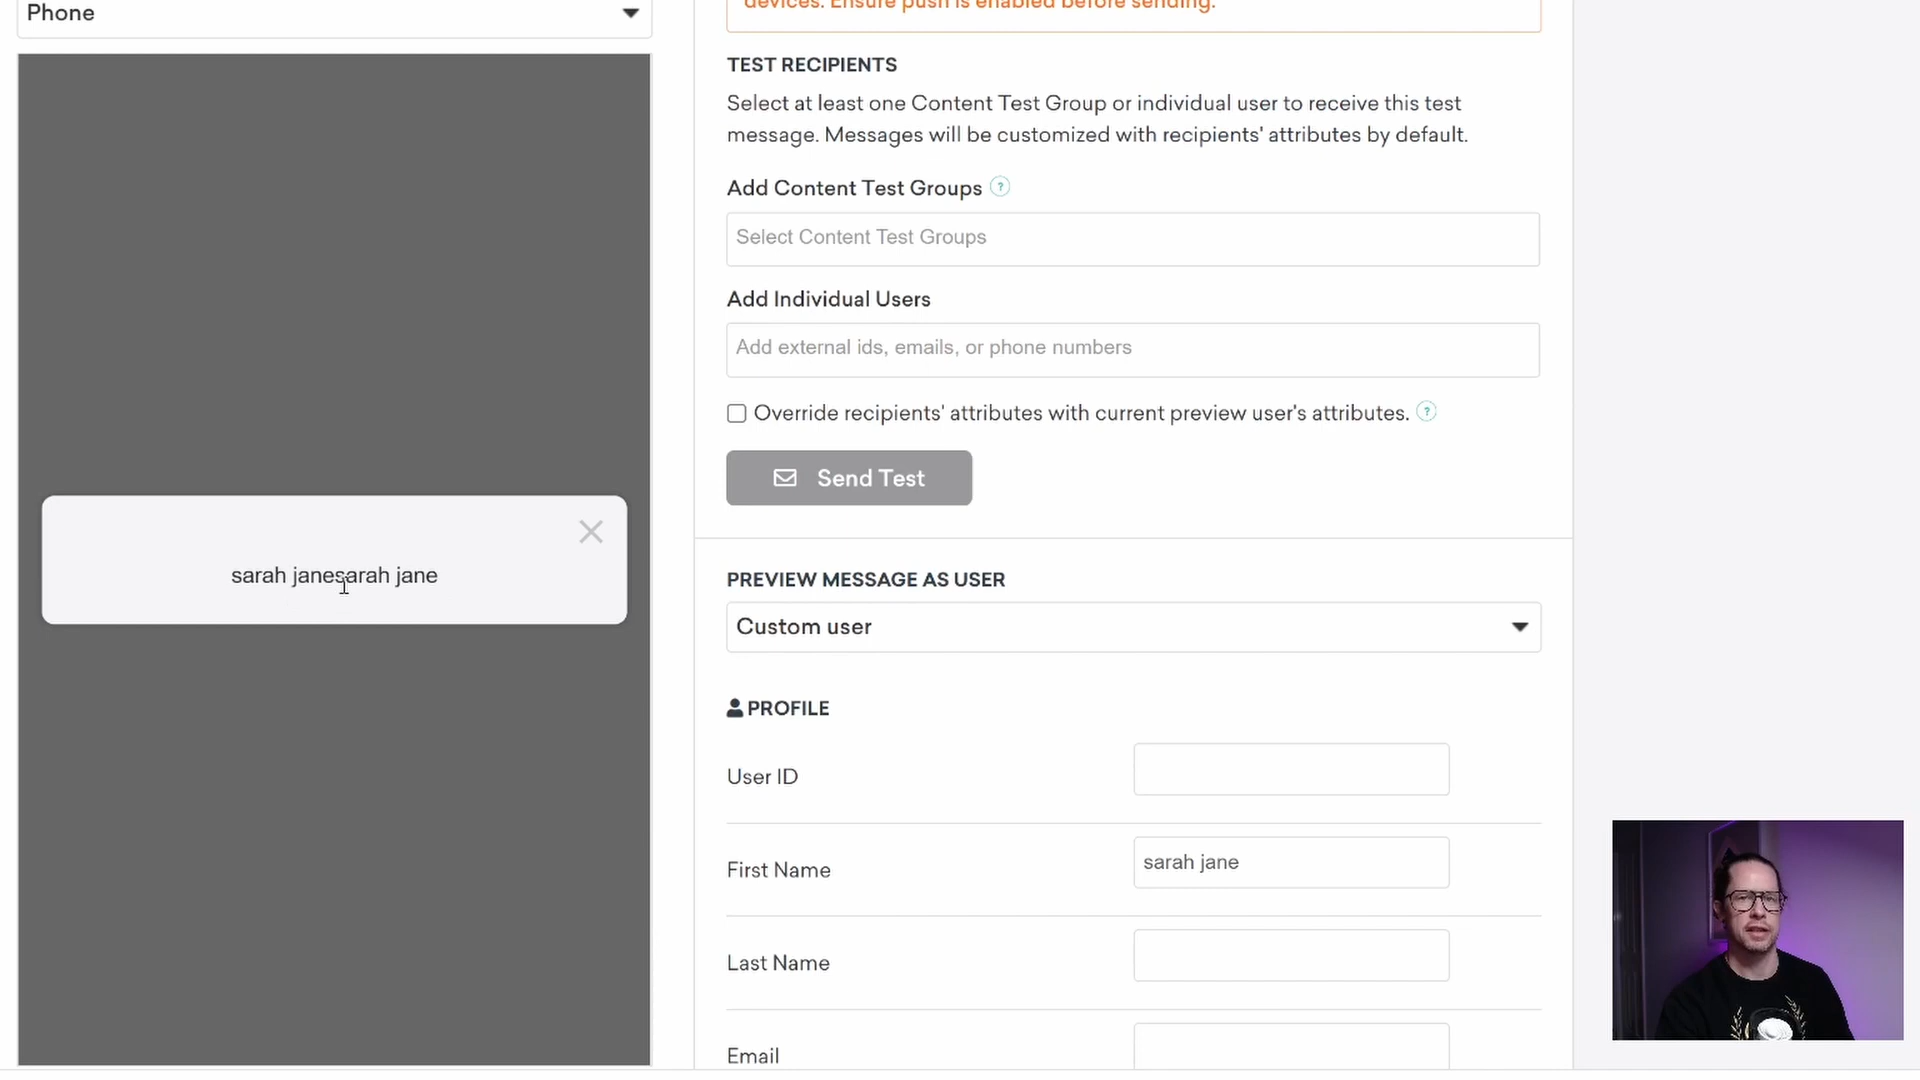 Phone
devices. Ensure push is enabled before sending.
TEST RECIPIENTS
Select at least one Content Test Group or individual user to receive this test
message. Messages will be customized with recipients' attributes by default.
Add Content Test Groups ?
Select Content Test Groups
Add Individual Users
Add external ids, emails, or phone numbers
Override recipients' attributes with current preview user's attributes. ?
Send Test
sarah janesarah jane
PREVIEW MESSAGE AS USER
Custom user
PROFILE
User ID
First Name
sarah jane
Last Name
Email